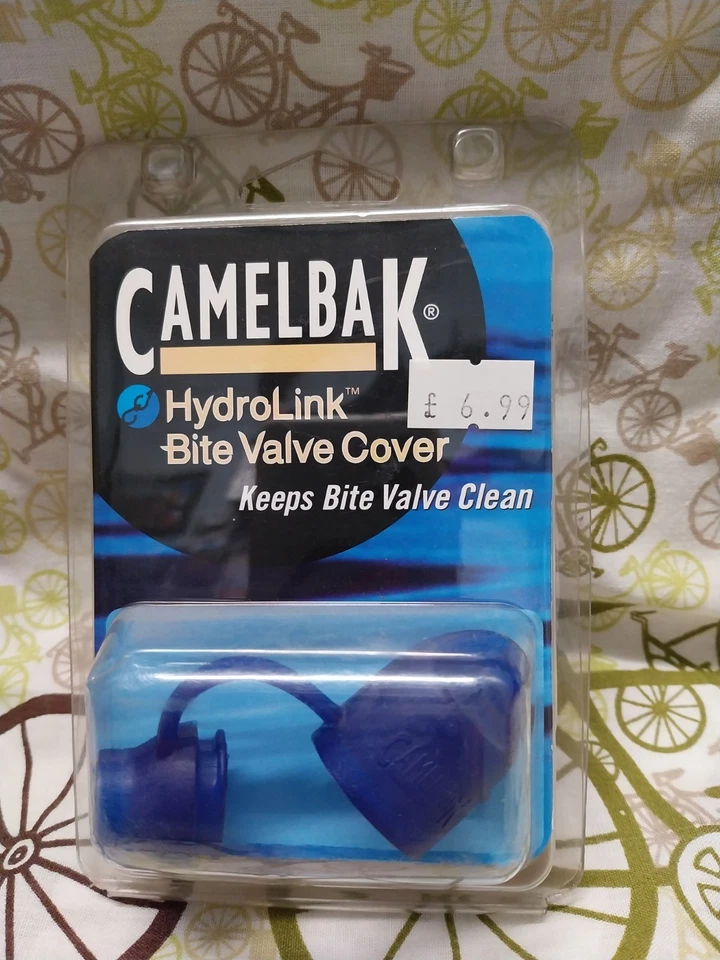 CAMELBAK®
£ 6.99
HydroLink™
Bite Valve Cover
Keeps Bite Valve Clean